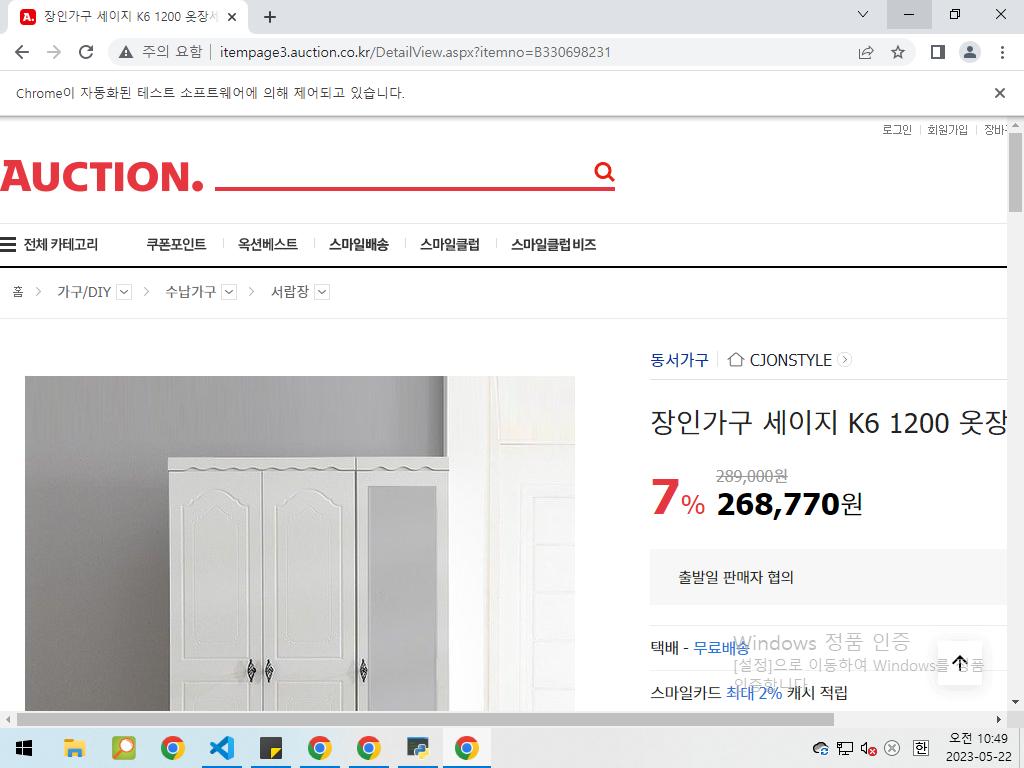 장인가구 세이지 K6 1200 옷장세
주의 요함
itempage3.auction.co.kr/DetailView.aspx?itemno=B330698231
Chrome이 자동화된 테스트 소프트웨어에 의해 제어되고 있습니다.
로그인 회원가입 장바구
AUCTION.
전체 카테고리 쿠폰포인트 옥션베스트 스마일배송 스마일클럽 스마일클럽 비즈
홈 가구/DIY 수납가구 서랍장
동서가구 CJONSTYLE
장인가구 세이지 K6 1200 옷장
7% 289,000원
268,770원
출발일 판매자 협의
택배 - 무료배송
Windows 정품 인증
[설정]으로 이동하여 Windows를 정품
인증합니다.
스마일카드 최대 2% 캐시 적립
한
오전 10:49
2023-05-22